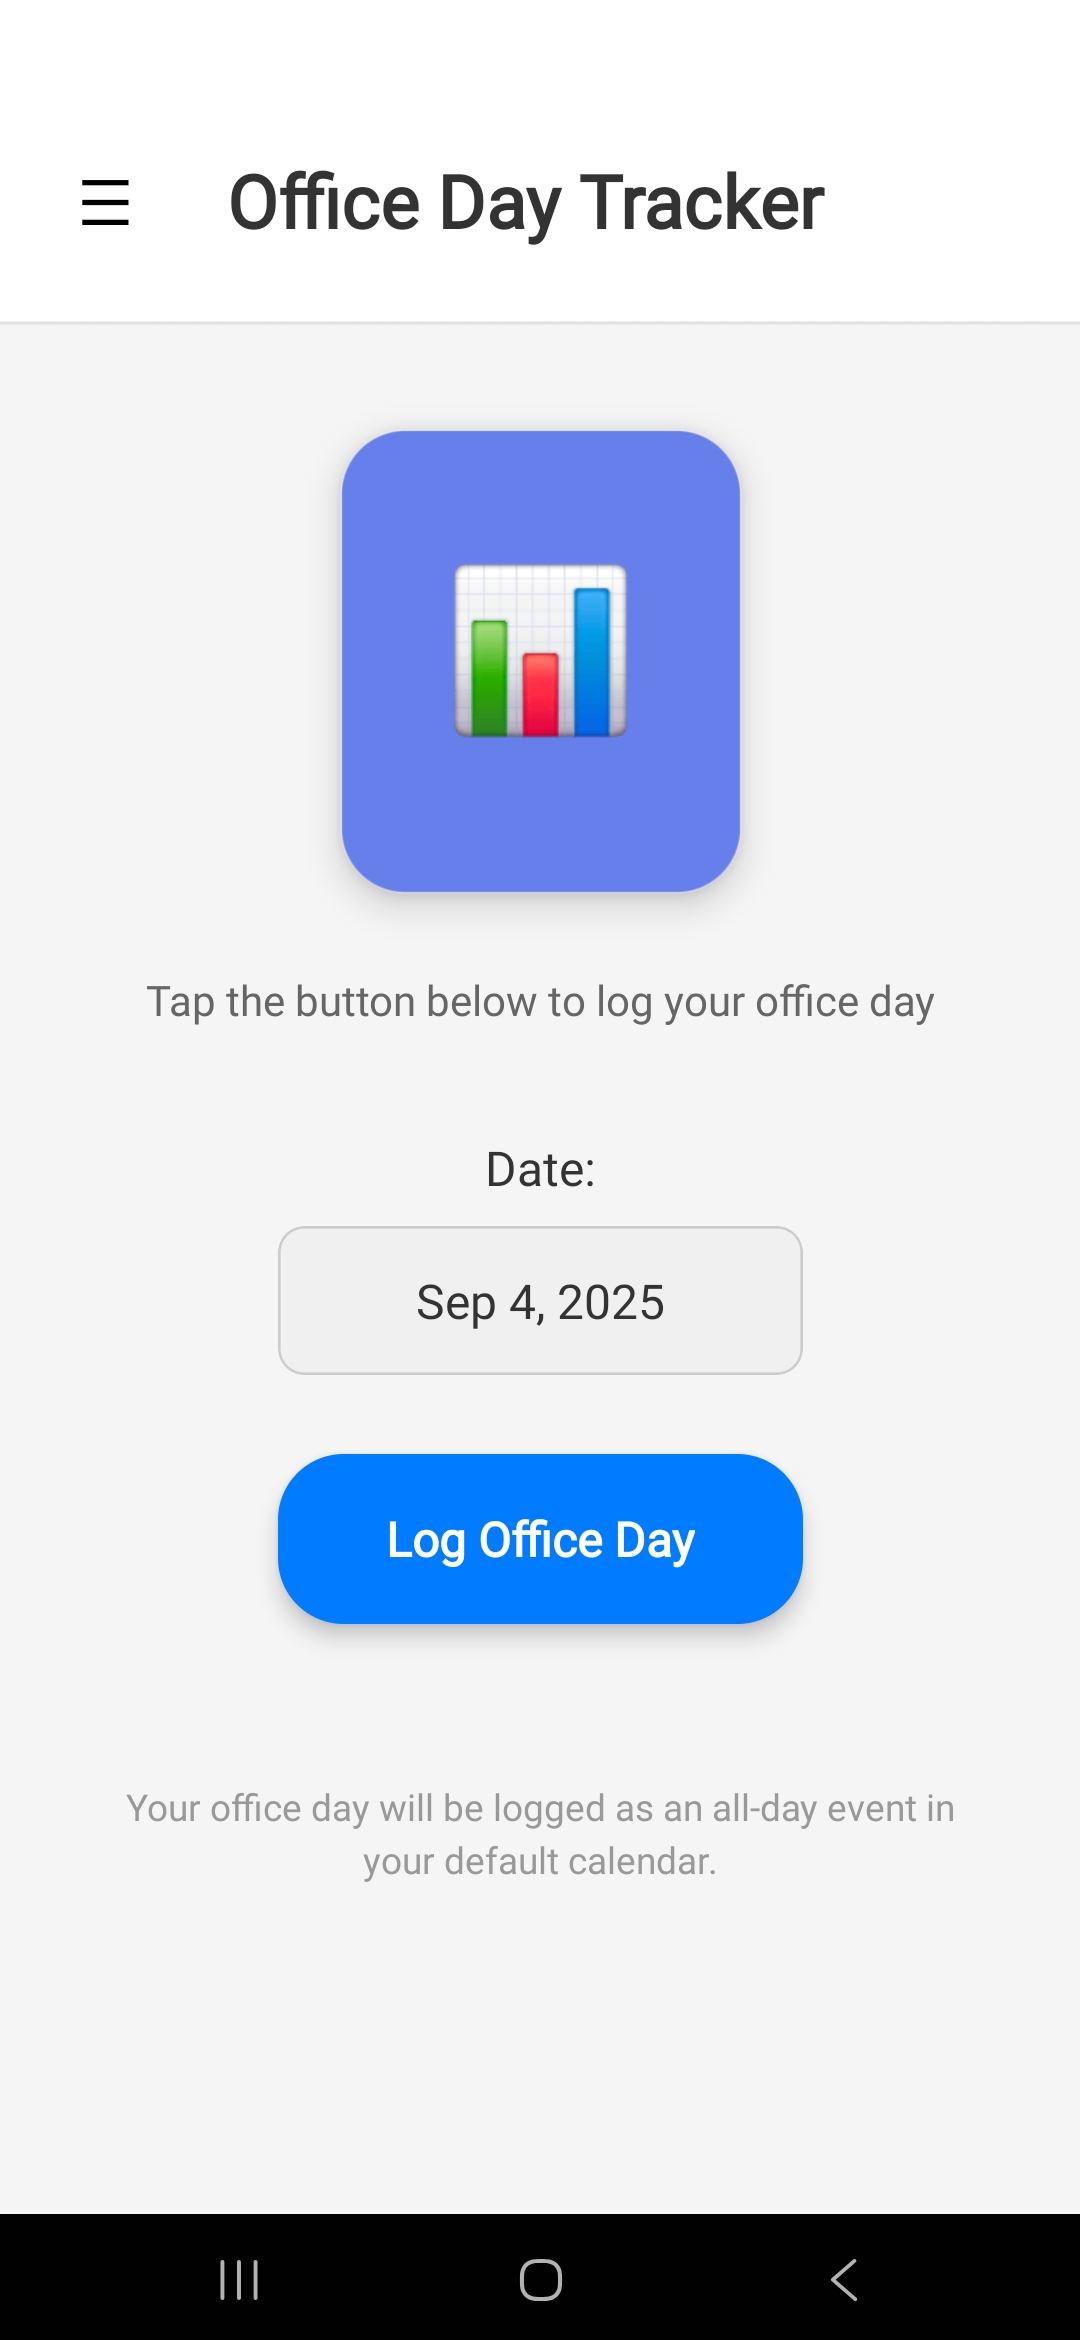 Office Day Tracker
Tap the button below to log your office day
Date:
Sep 4, 2025
Log Office Day
Your office day will be logged as an all-day event in
your default calendar.